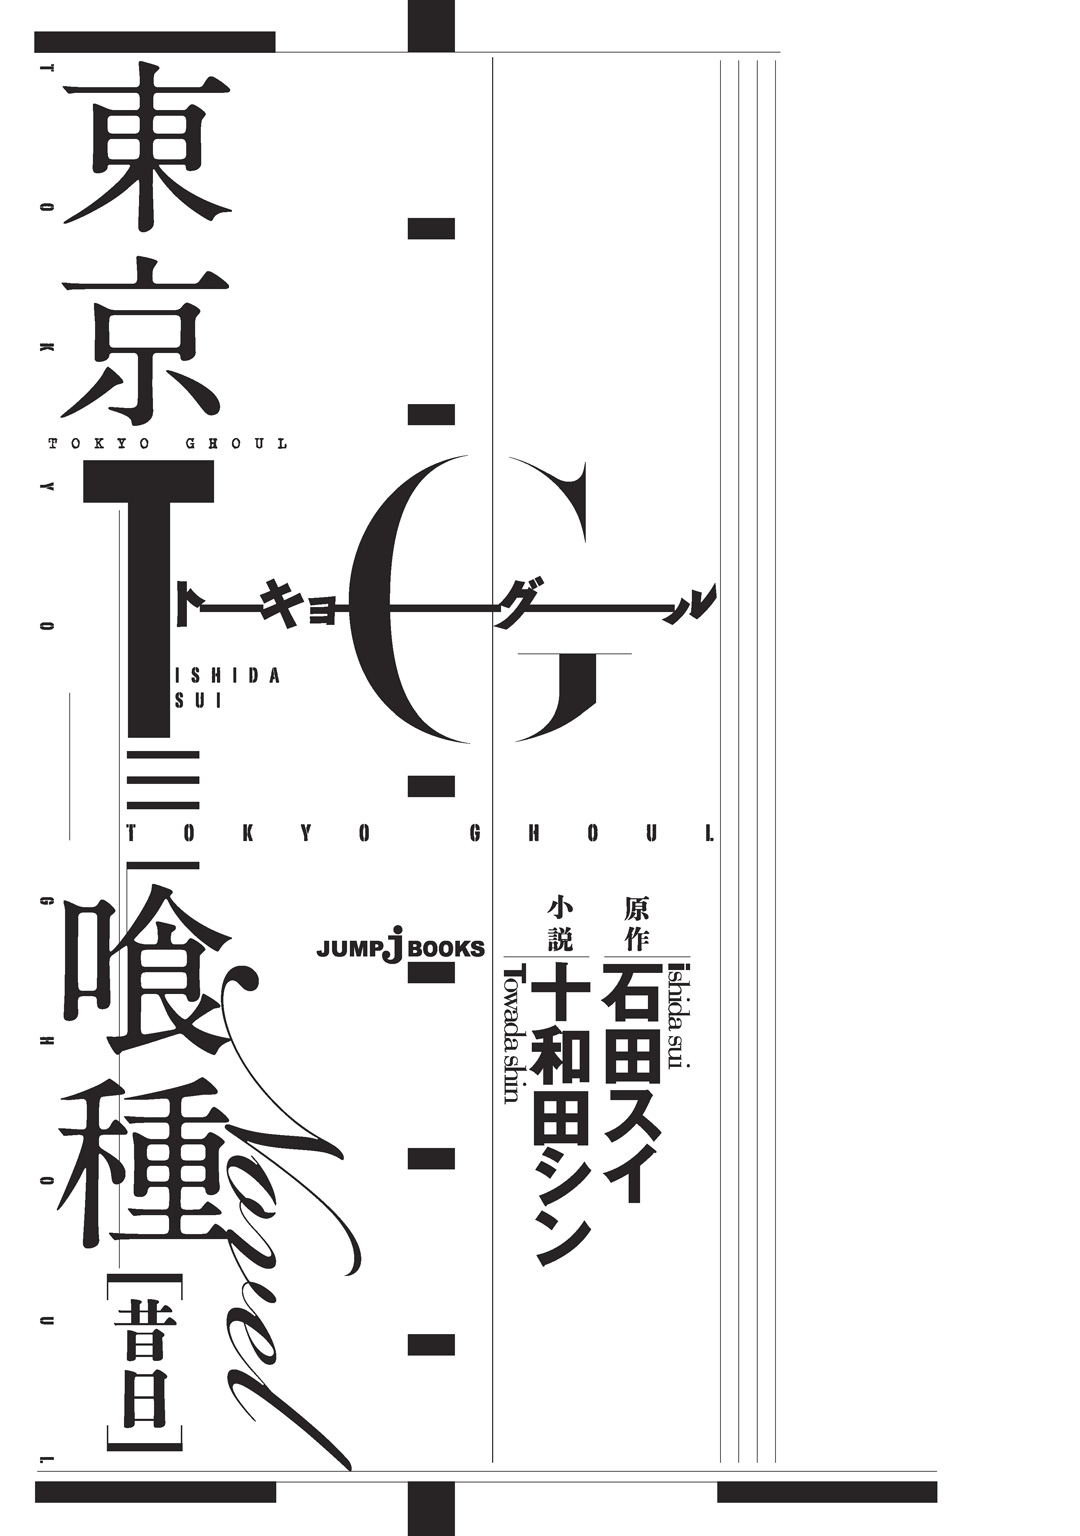 東京
TOKYO GHOUL
トーキョーグール
TG
ISHIDA
SUI
TOKYO GHOUL
喰種
[昔日]
novel
TOKYO GHOUL
JUMP j BOOKS
原作
石田スイ
ishida sui
小説
十和田シン
Towada shin